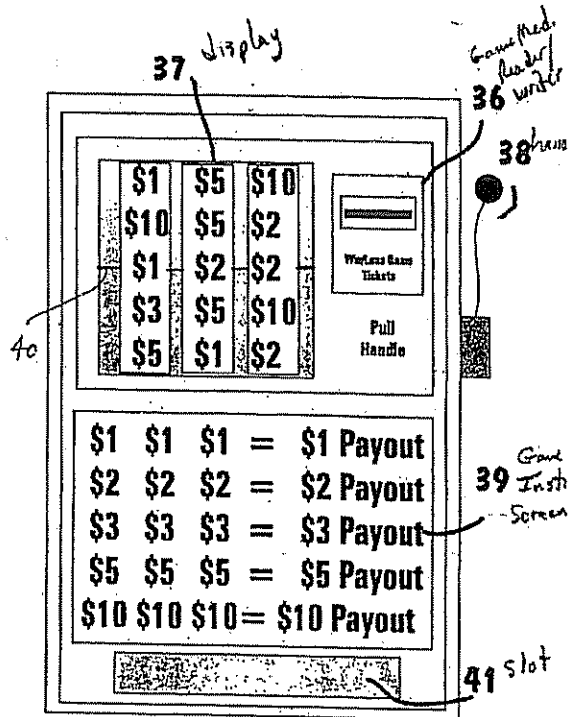 37 display
Game Med.
Reader/
writer
36
38
$1 $5 $10
$10 $5 $2
$1 $2 $2
$3 $5 $10
$5 $1 $2
Tickets
Pull
Handle
40
$1 $1 $1 = $1 Payout
$2 $2 $2 = $2 Payout
$3 $3 $3 = $3 Payout
$5 $5 $5 = $5 Payout
$10 $10 $10 = $10 Payout
39 Game
Inst
Screen
41 slot